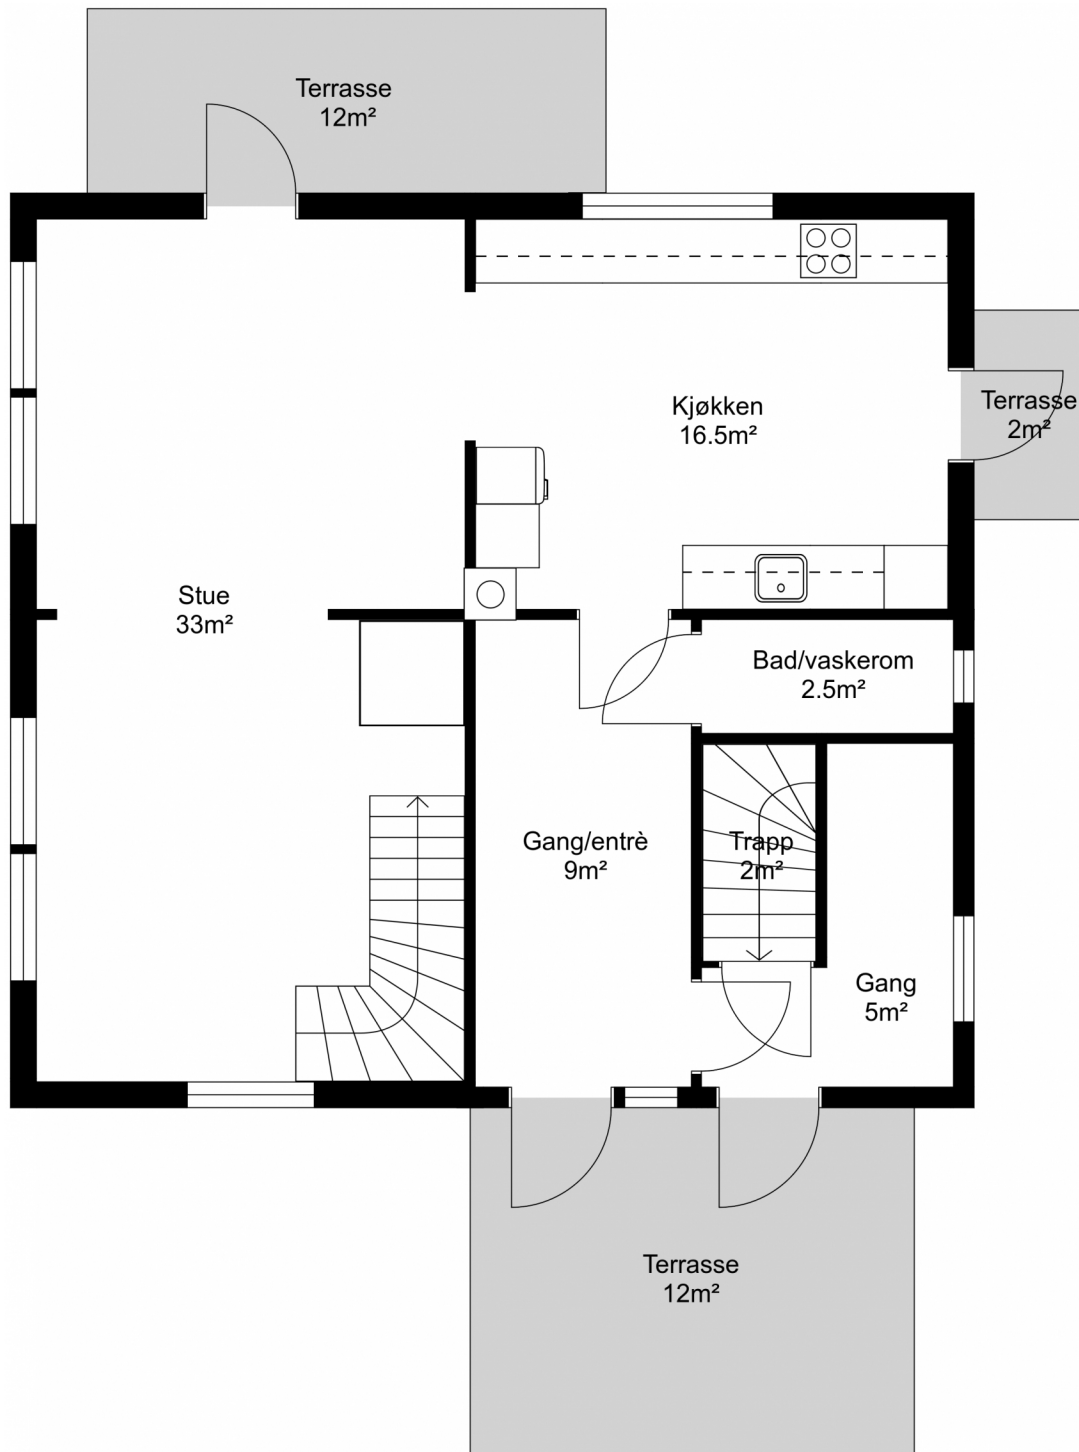 Terrasse
12m²
Kjøkken
16.5m²
Terrasse
2m²
Stue
33m²
Bad/vaskerom
2.5m²
Gang/entrè
9m²
Trapp
2m²
Gang
5m²
Terrasse
12m²